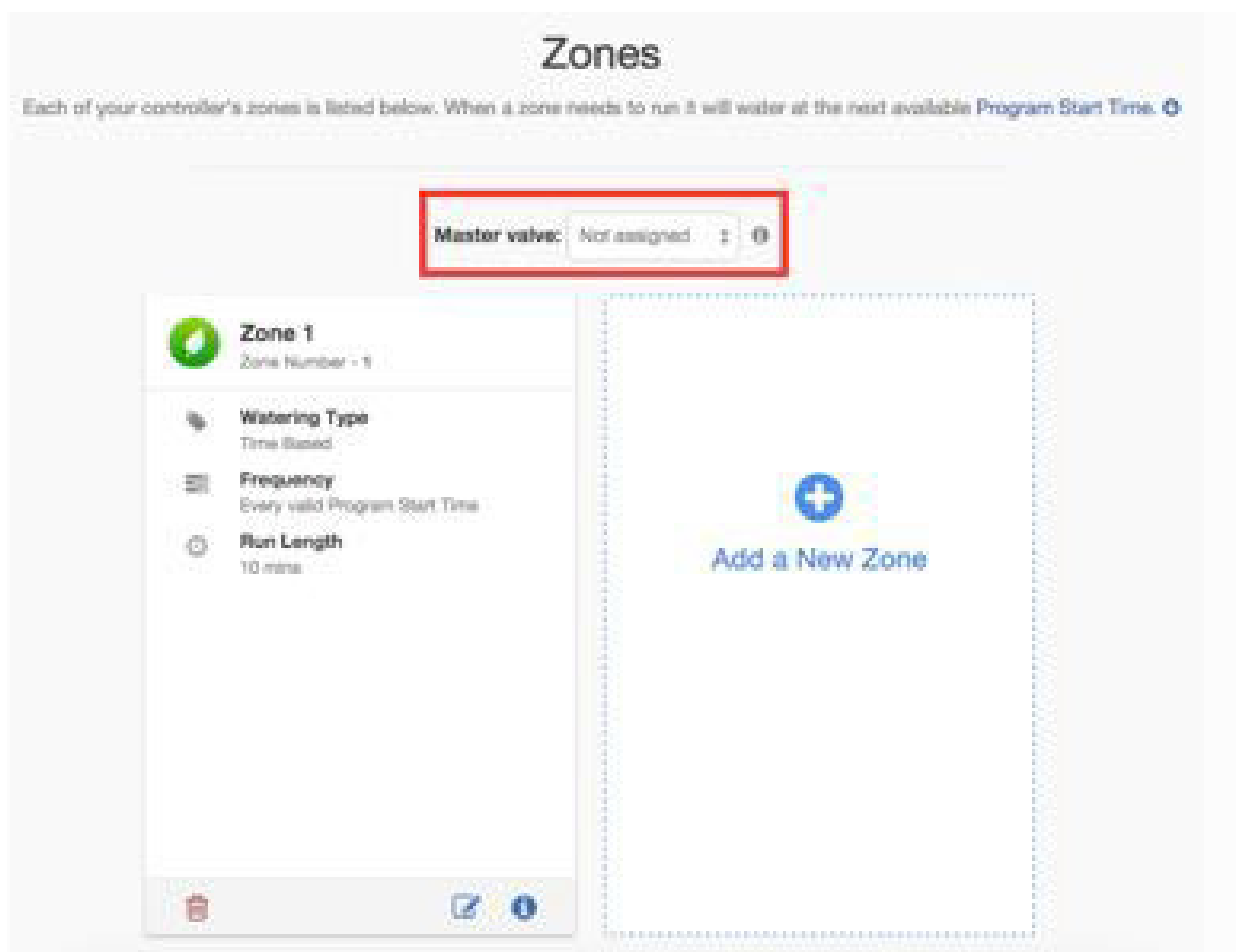 Zones
Each of your controller's zones is listed below. When a zone needs to run it will water at the next available Program Start Time.
Master valve: Not assigned
Zone 1
Zone Number - 1
Watering Type
Time Based
Frequency
Every valid Program Start Time
Run Length
10 mins
Add a New Zone